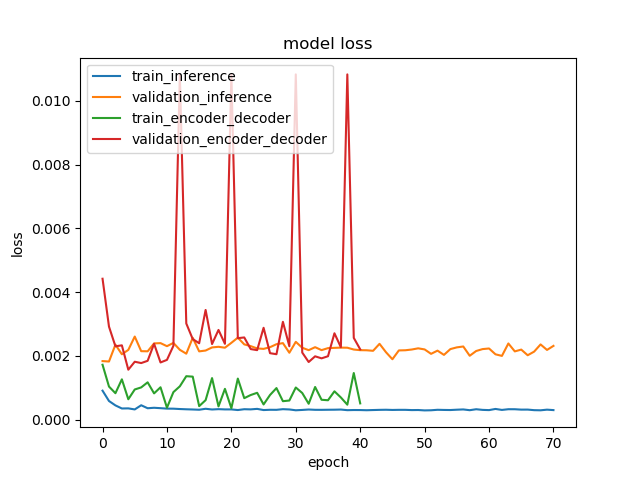 model loss
train_inference
validation_inference
train_encoder_decoder
validation_encoder_decoder
0.010
0.008
0.006
0.004
0.002
0.000
loss
0 10 20 30 40 50 60 70
epoch